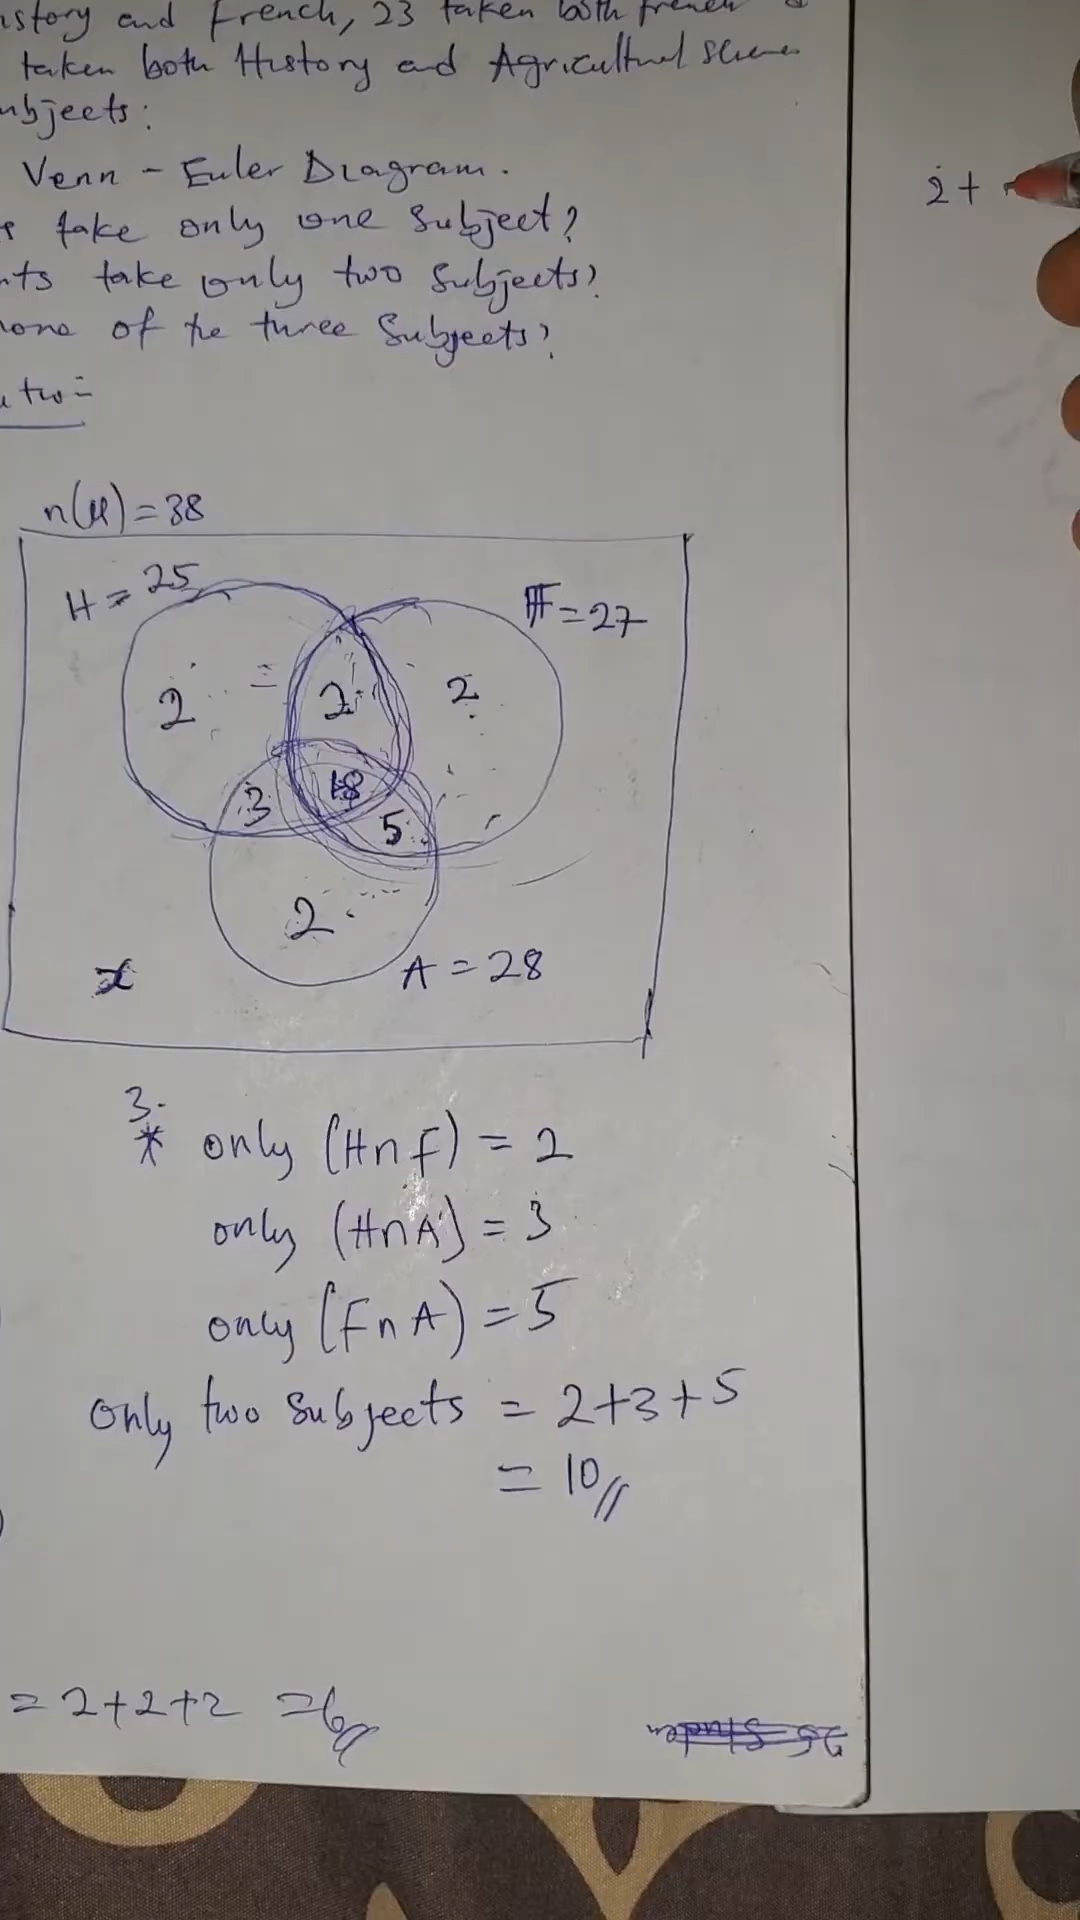 istory and French, 23 taken both french &
taken both History and Agricultural
ubjects:
Venn - Euler Diagram.
take only one Subject?
nts take only two Subjects?
none of the three Subjects?
2 +
n(μ) = 38
H = 25
F = 27
2
2
2
3
18
5
2
x
A = 28
3.
* only (H∩F) = 2
only (H∩A) = 3
only (F∩A) = 5
Only two Subjects = 2+3+5
= 10//
= 2+2+2 = 6//